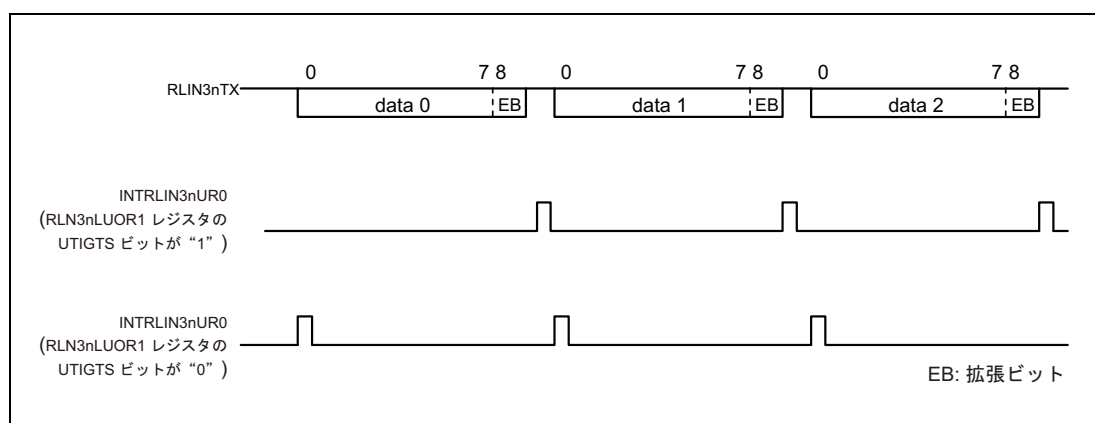 0 7 8 0 7 8 0 7 8
RLIN3nTX
data 0 EB data 1 EB data 2 EB
INTRLIN3nUR0
(RLN3nLUOR1 レジスタの
UTIGTS ビットが“1”)
INTRLIN3nUR0
(RLN3nLUOR1 レジスタの
UTIGTS ビットが“0”)
EB: 拡張ビット